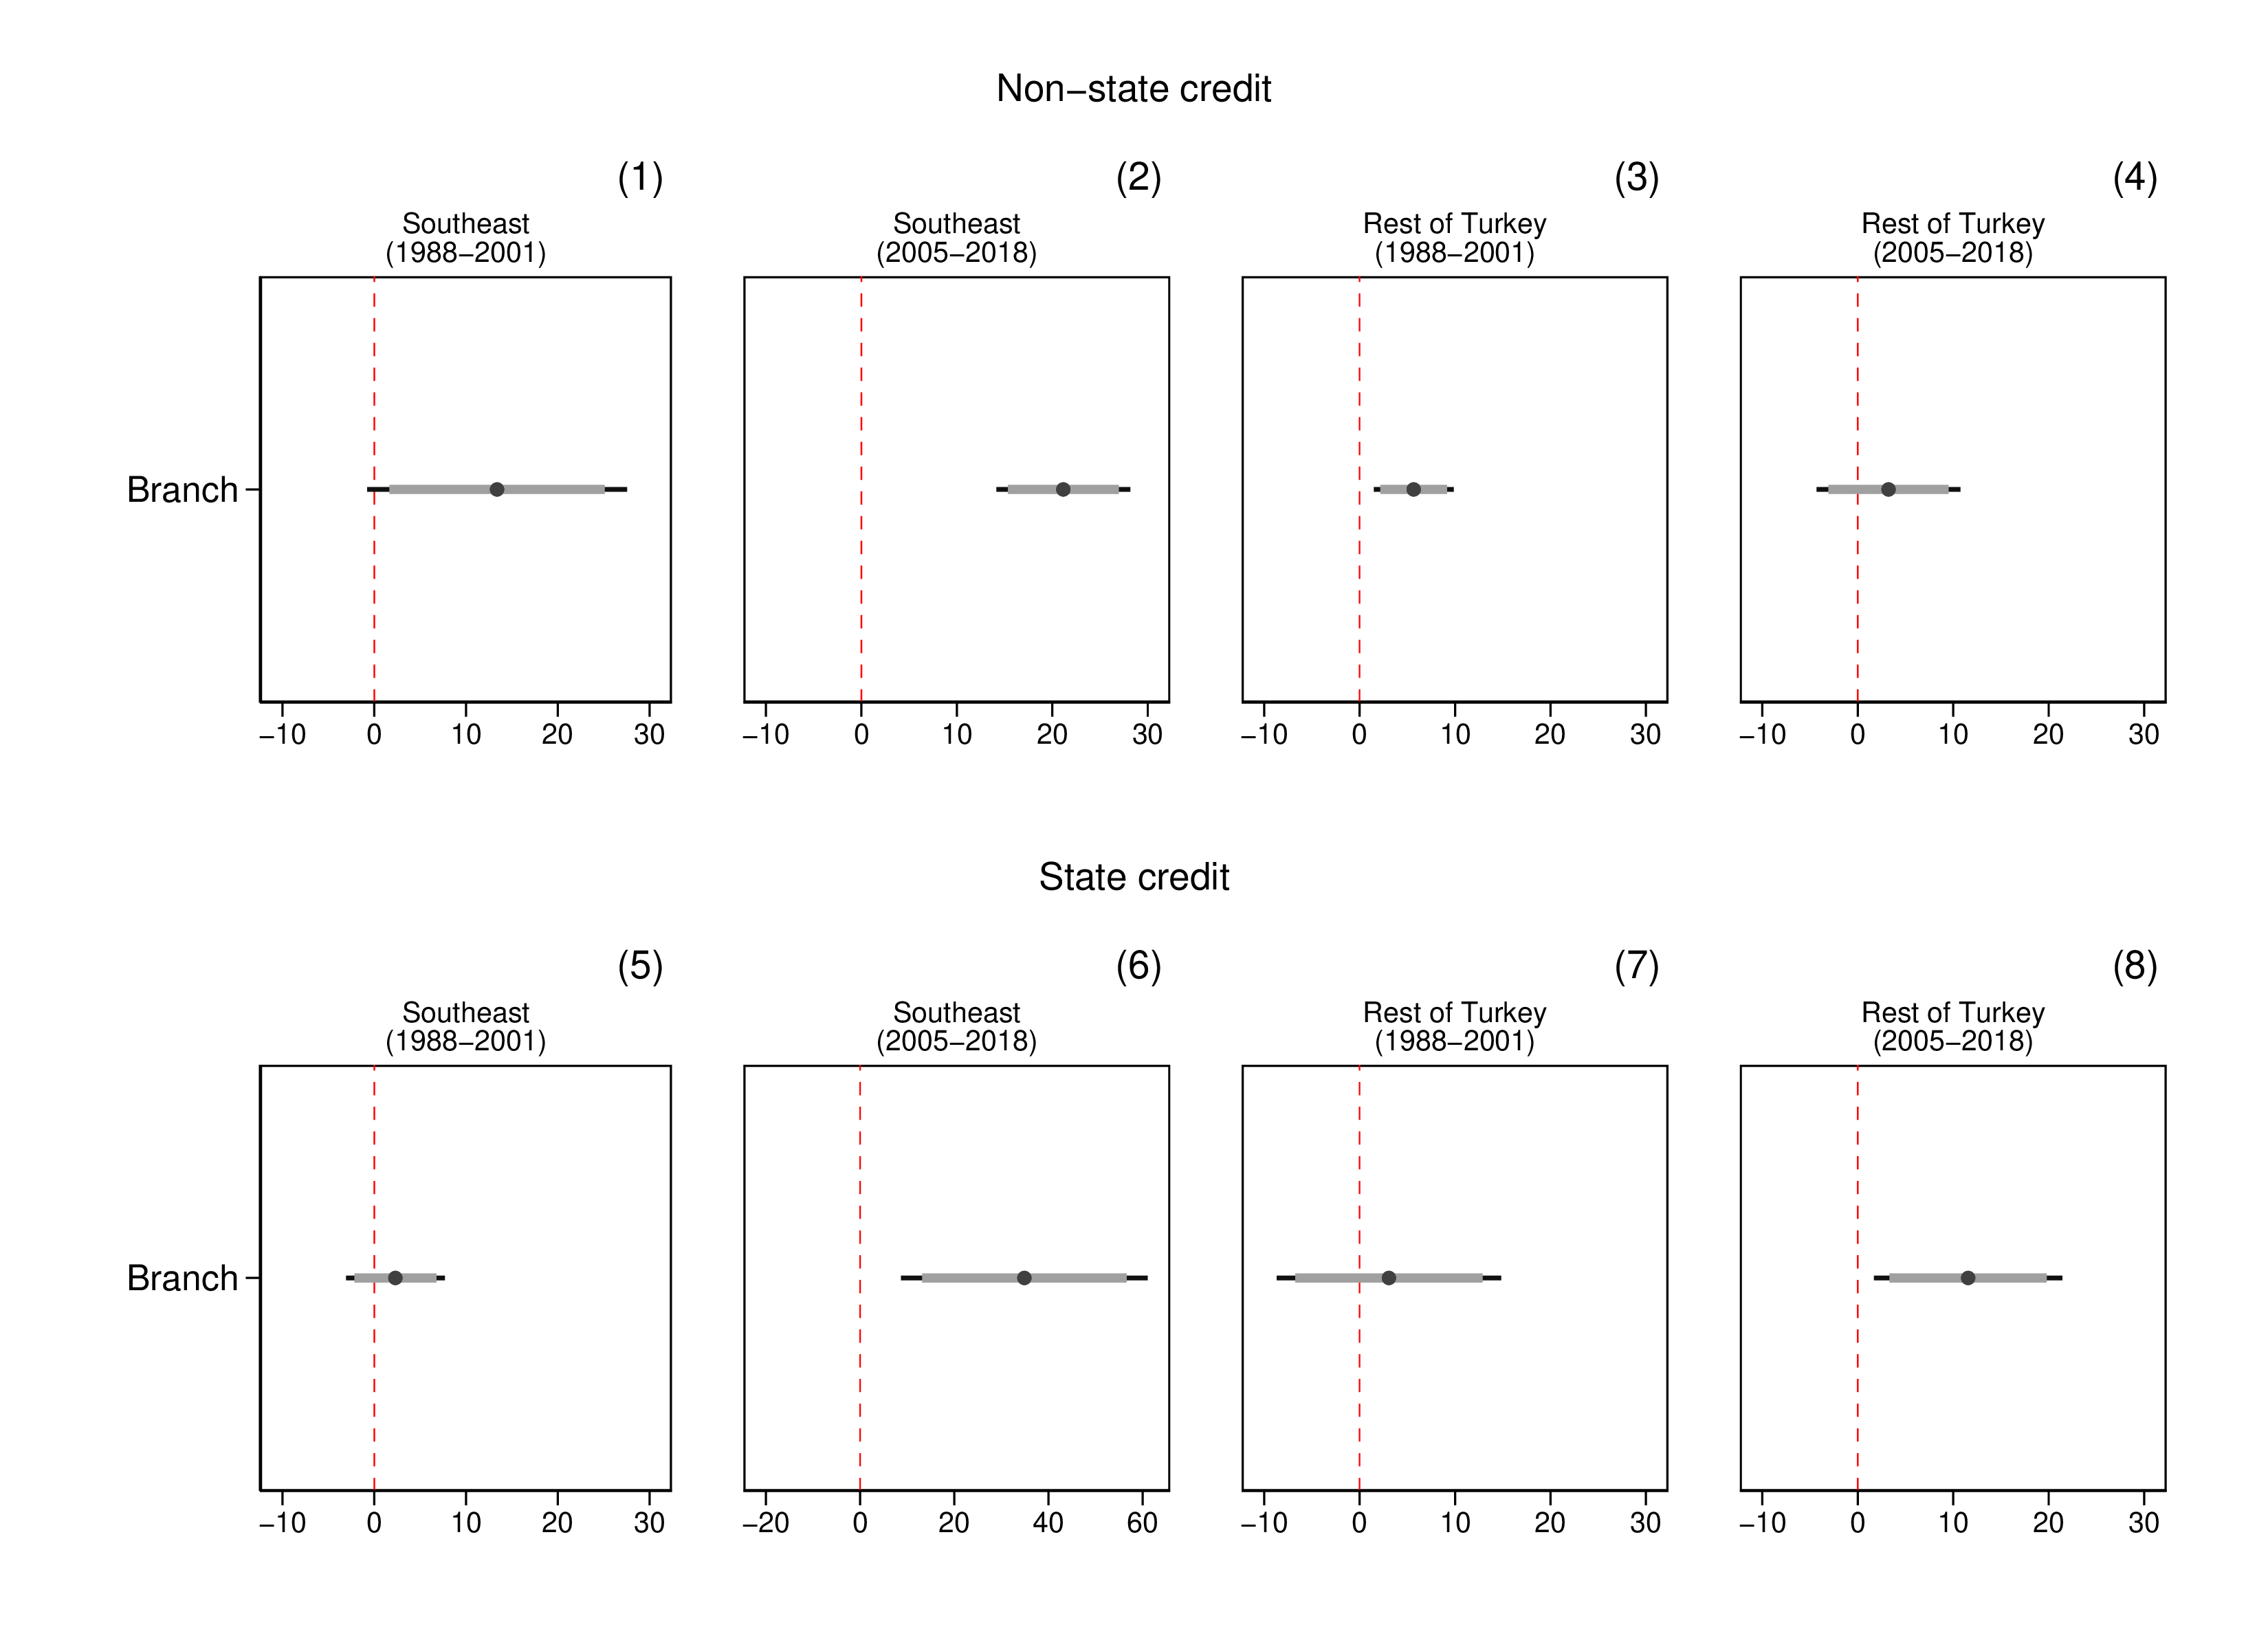 Non−state credit
(1) (2) (3) (4)
Southeast Southeast Rest of Turkey Rest of Turkey
(1988−2001) (2005−2018) (1988−2001) (2005−2018)
Branch
−10 0 10 20 30 −10 0 10 20 30 −10 0 10 20 30 −10 0 10 20 30
State credit
(5) (6) (7) (8)
Southeast Southeast Rest of Turkey Rest of Turkey
(1988−2001) (2005−2018) (1988−2001) (2005−2018)
Branch
−10 0 10 20 30 −20 0 20 40 60 −10 0 10 20 30 −10 0 10 20 30